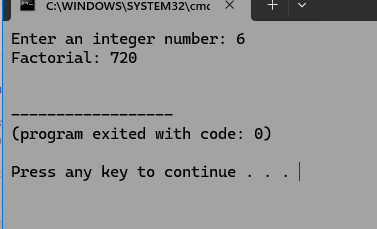 C:\WINDOWS\SYSTEM32\cmc
Enter an integer number: 6
Factorial: 720
------------------
(program exited with code: 0)
Press any key to continue . . .